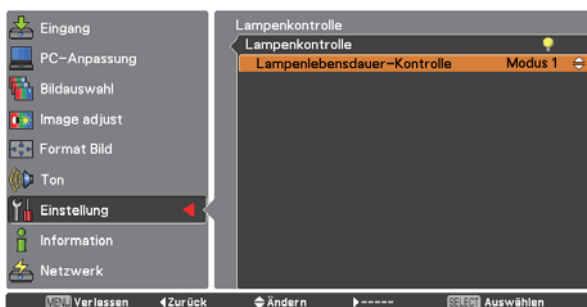 Eingang
PC-Anpassung
Bildauswahl
Image adjust
Format Bild
Ton
Einstellung
Information
Netzwerk
Lampenkontrolle
Lampenkontrolle
Lampenlebensdauer-Kontrolle Modus 1
MENU Verlassen Zurück Ändern ----- SELECT Auswählen